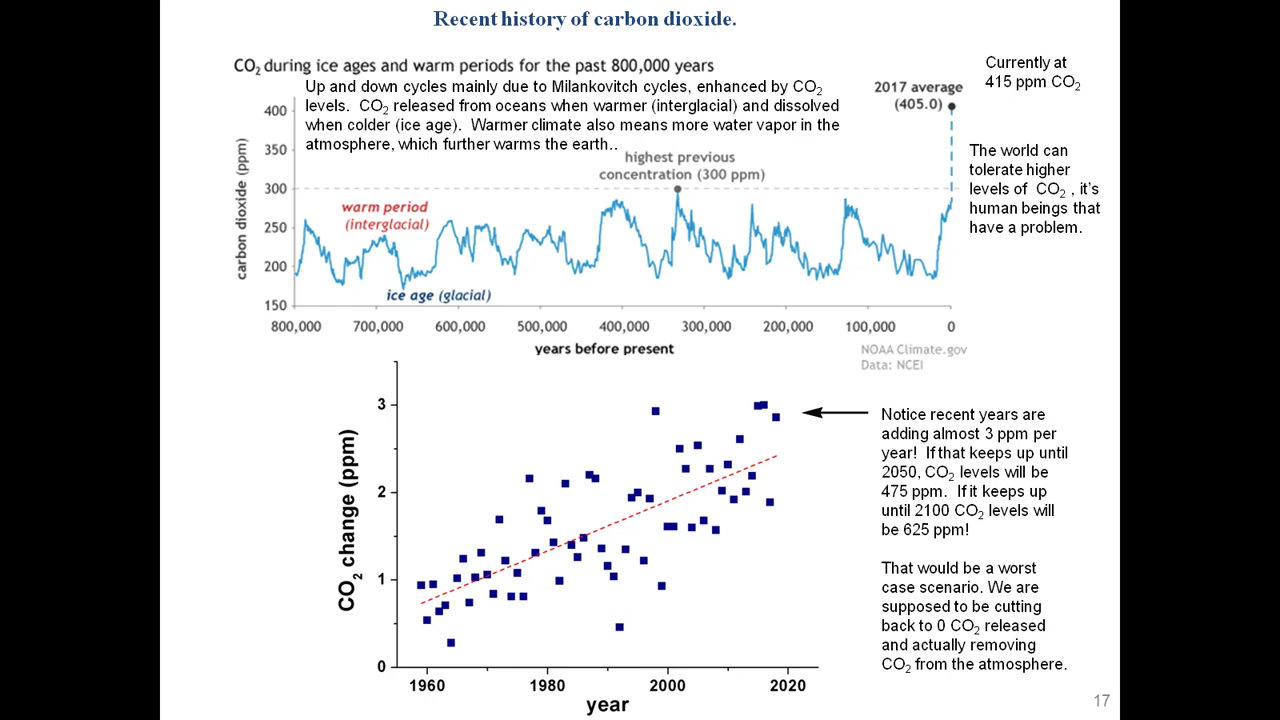 Recent history of carbon dioxide.
CO2 during ice ages and warm periods for the past 800,000 years
Up and down cycles mainly due to Milankovitch cycles, enhanced by CO2
levels. CO2 released from oceans when warmer (interglacial) and dissolved
when colder (ice age). Warmer climate also means more water vapor in the
atmosphere, which further warms the earth..
Currently at
415 ppm CO2
2017 average
(405.0)
The world can
tolerate higher
levels of CO2 , it's
human beings that
have a problem.
highest previous
concentration (300 ppm)
warm period
(interglacial)
ice age (glacial)
carbon dioxide (ppm)
400
350
300
250
200
150
800,000 700,000 600,000 500,000 400,000 300,000 200,000 100,000 0
years before present
NOAA Climate.gov
Data: NCEI
CO2 change (ppm)
3
2
1
0
1960 1980 2000 2020
year
Notice recent years are
adding almost 3 ppm per
year! If that keeps up until
2050, CO2 levels will be
475 ppm. If it keeps up
until 2100 CO2 levels will
be 625 ppm!
That would be a worst
case scenario. We are
supposed to be cutting
back to 0 CO2 released
and actually removing
CO2 from the atmosphere.
17